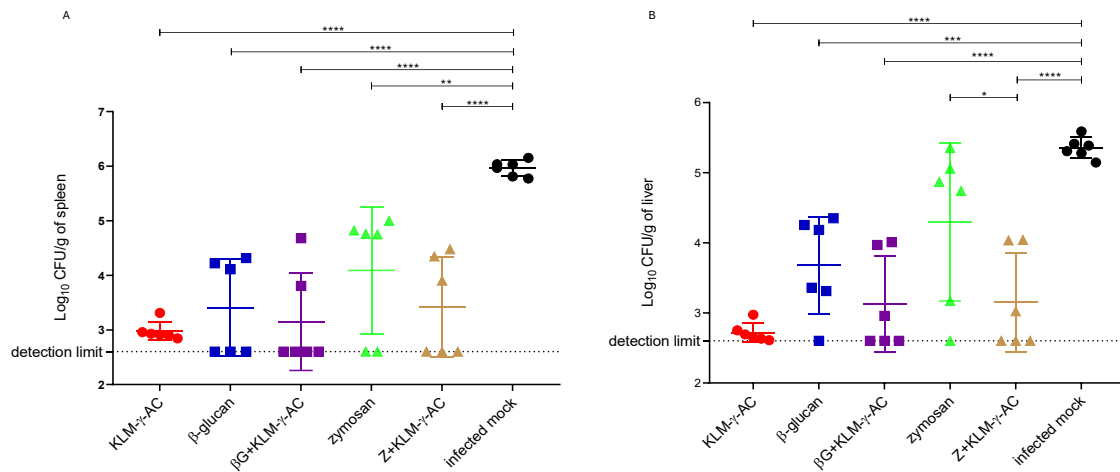 A
****
****
****
**
****
Log10 CFU/g of spleen
7
6
5
4
3
detection limit
2
KLM-γ-AC
β-glucan
βG+KLM-γ-AC
zymosan
Z+KLM-γ-AC
infected mock
B
****
***
****
****
*
Log10 CFU/g of liver
6
5
4
3
detection limit
2
KLM-γ-AC
β-glucan
βG+KLM-γ-AC
zymosan
Z+KLM-γ-AC
infected mock